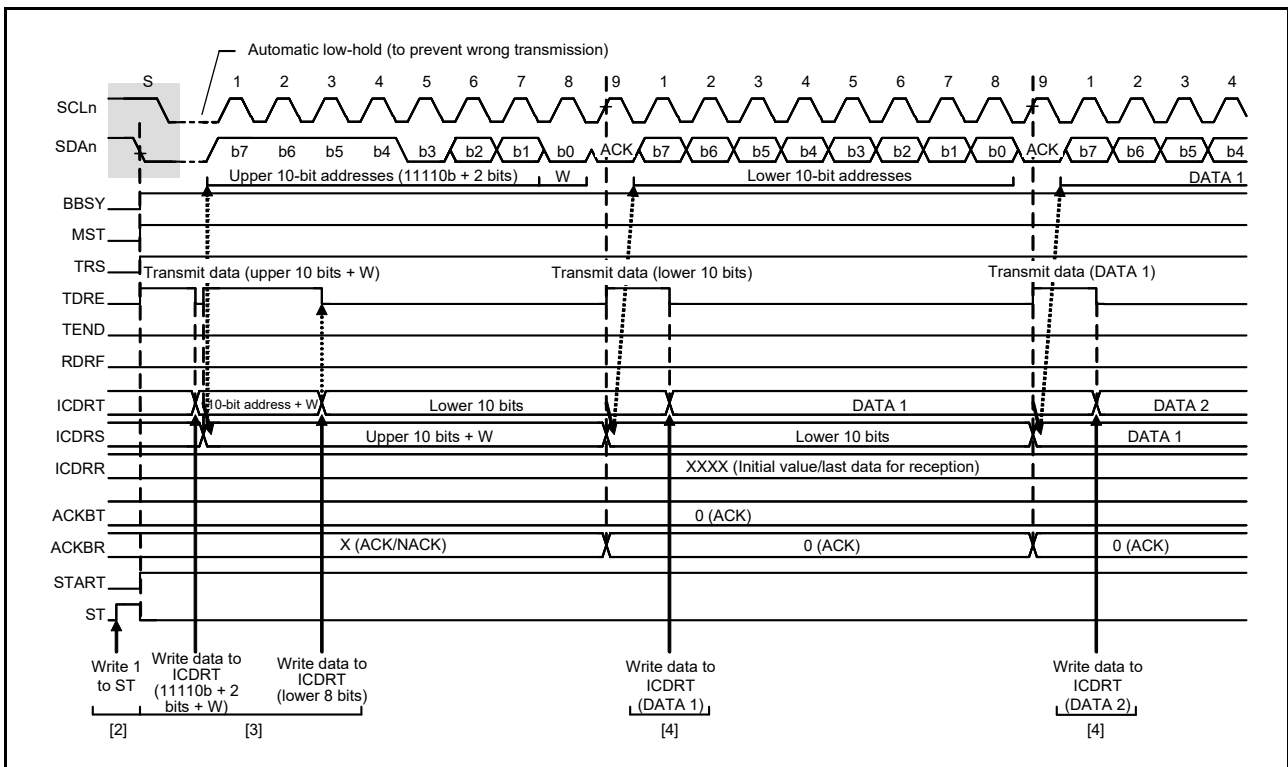 Automatic low-hold (to prevent wrong transmission)
S 1 2 3 4 5 6 7 8 9 1 2 3 4 5 6 7 8 9 1 2 3 4
SCLn
SDAn b7 b6 b5 b4 b3 b2 b1 b0 ACK b7 b6 b5 b4 b3 b2 b1 b0 ACK b7 b6 b5 b4
Upper 10-bit addresses (11110b + 2 bits) W Lower 10-bit addresses DATA 1
BBSY
MST
TRS
Transmit data (upper 10 bits + W) Transmit data (lower 10 bits) Transmit data (DATA 1)
TDRE
TEND
RDRF
ICDRT 10-bit address + W Lower 10 bits DATA 1 DATA 2
ICDRS Upper 10 bits + W Lower 10 bits DATA 1
ICDRR XXXX (Initial value/last data for reception)
ACKBT 0 (ACK)
ACKBR X (ACK/NACK) 0 (ACK) 0 (ACK)
START
ST
Write 1
to ST
Write data to
ICDRT
(11110b + 2
bits + W)
Write data to
ICDRT
(lower 8 bits)
Write data to
ICDRT
(DATA 1)
Write data to
ICDRT
(DATA 2)
[2] [3] [4] [4]